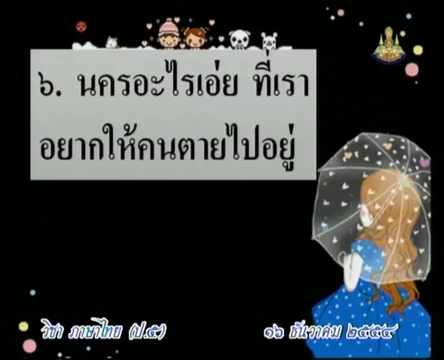 ๖. นครอะไรเอ่ย ที่เรา
อยากให้คนตายไปอยู่
วิชา ภาษาไทย (ป.๕)
๑๖ ธันวาคม ๒๕๕๔